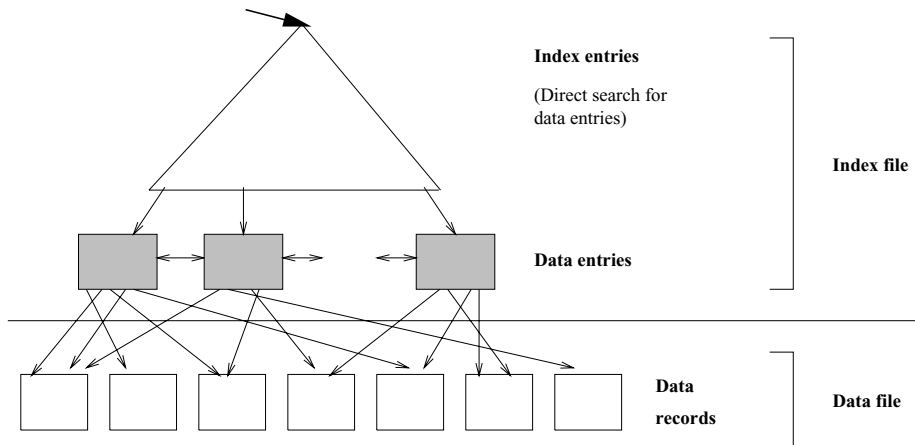 Index entries
(Direct search for
data entries)
Index file
Data entries
Data
records
Data file